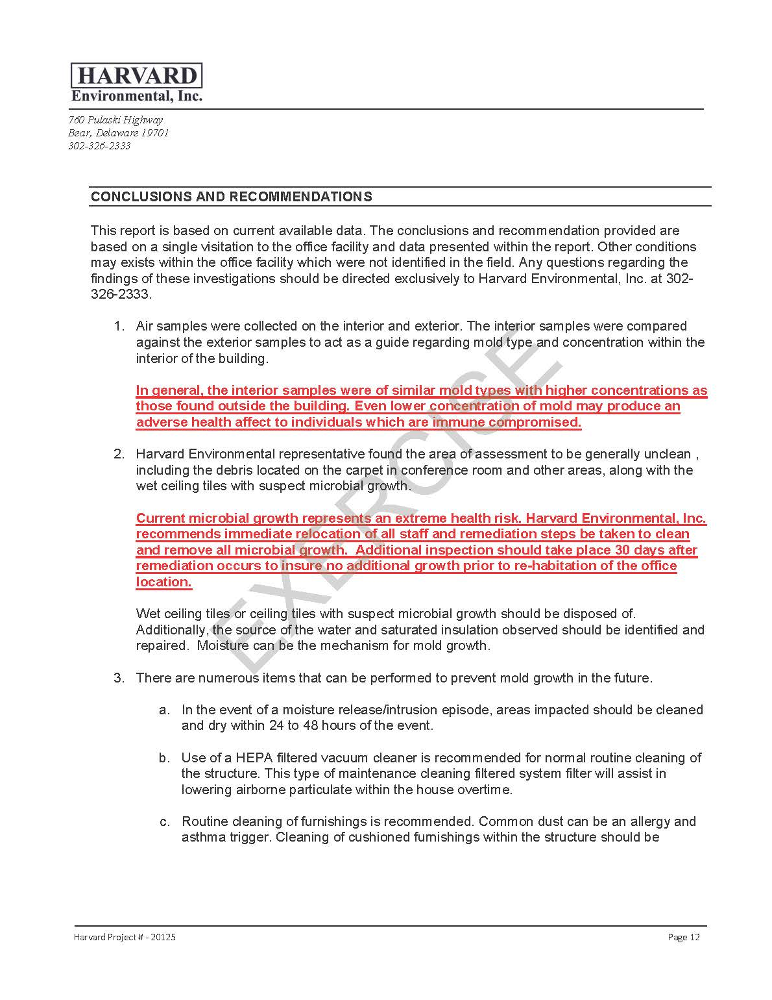 HARVARD
Environmental, Inc.
760 Pulaski Highway
Bear, Delaware 19701
302-326-2333
CONCLUSIONS AND RECOMMENDATIONS
This report is based on current available data. The conclusions and recommendation provided are
based on a single visitation to the office facility and data presented within the report. Other conditions
may exists within the office facility which were not identified in the field. Any questions regarding the
findings of these investigations should be directed exclusively to Harvard Environmental, Inc. at 302-
326-2333.
1. Air samples were collected on the interior and exterior. The interior samples were compared
against the exterior samples to act as a guide regarding mold type and concentration within the
interior of the building.
In general, the interior samples were of similar mold types with higher concentrations as
those found outside the building. Even lower concentration of mold may produce an
adverse health affect to individuals which are immune compromised.
2. Harvard Environmental representative found the area of assessment to be generally unclean ,
including the debris located on the carpet in conference room and other areas, along with the
wet ceiling tiles with suspect microbial growth.
Current microbial growth represents an extreme health risk. Harvard Environmental, Inc.
recommends immediate relocation of all staff and remediation steps be taken to clean
and remove all microbial growth.  Additional inspection should take place 30 days after
remediation occurs to insure no additional growth prior to re-habitation of the office
location.
Wet ceiling tiles or ceiling tiles with suspect microbial growth should be disposed of.
Additionally, the source of the water and saturated insulation observed should be identified and
repaired.  Moisture can be the mechanism for mold growth.
3. There are numerous items that can be performed to prevent mold growth in the future.
a. In the event of a moisture release/intrusion episode, areas impacted should be cleaned
and dry within 24 to 48 hours of the event.
b. Use of a HEPA filtered vacuum cleaner is recommended for normal routine cleaning of
the structure. This type of maintenance cleaning filtered system filter will assist in
lowering airborne particulate within the house overtime.
c. Routine cleaning of furnishings is recommended. Common dust can be an allergy and
asthma trigger. Cleaning of cushioned furnishings within the structure should be
EXERCISE
Harvard Project # - 20125
Page 12